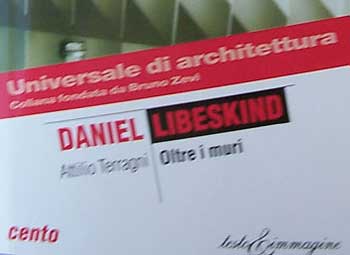 Universale di architettura
Collana fondata da Bruno Zevi
DANIEL LIBESKIND
Attilio Terragni Oltre i muri
cento
testo&immagine